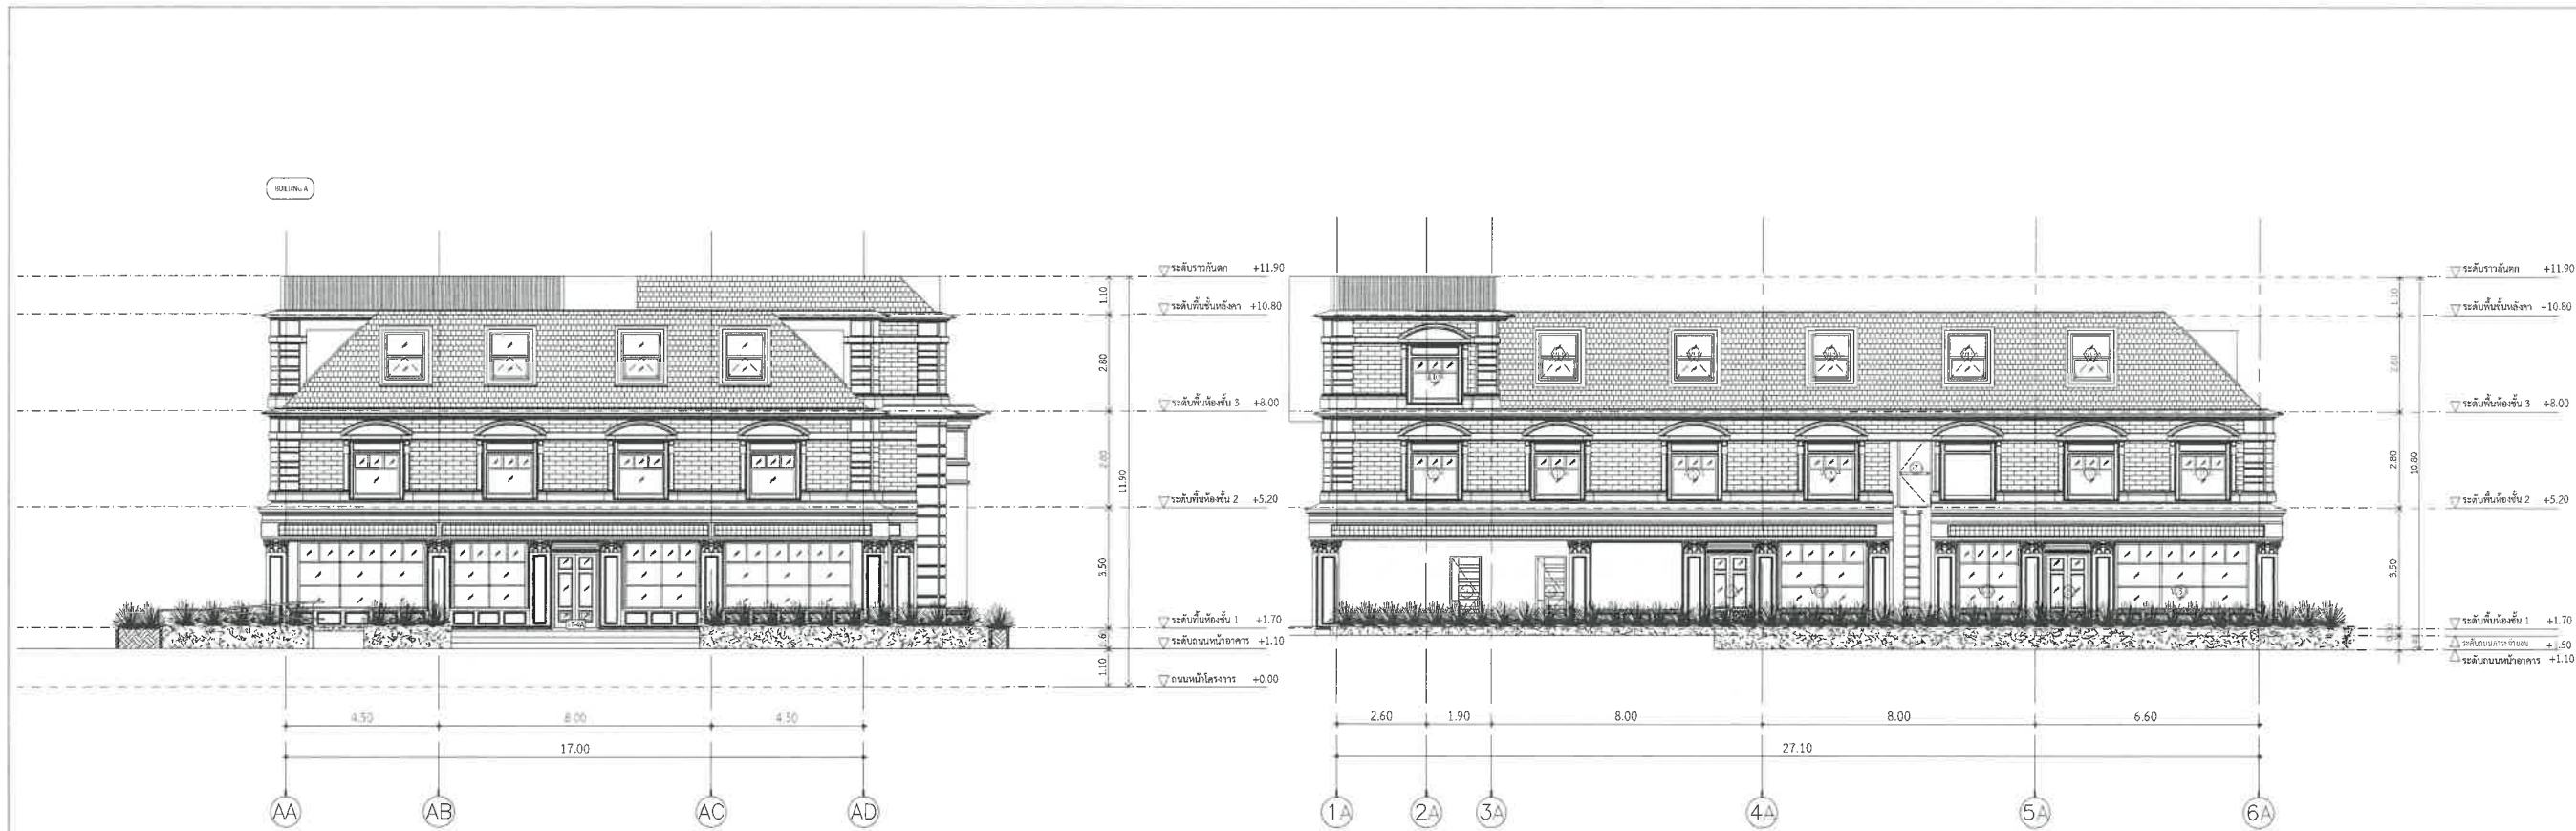 BUILDING A
ระดับราวกันตก +11.90
ระดับพื้นชั้นหลังคา +10.80
ระดับพื้นห้องชั้น 3 +8.00
ระดับพื้นห้องชั้น 2 +5.20
ระดับพื้นห้องชั้น 1 +1.70
ระดับถนนหน้าอาคาร +1.10
ถนนหน้าโครงการ +0.00
1.10
2.80
2.80
3.50
1.10
11.90
4.50
8.00
4.50
17.00
AA
AB
AC
AD
ระดับราวกันตก +11.90
ระดับพื้นชั้นหลังคา +10.80
ระดับพื้นห้องชั้น 3 +8.00
ระดับพื้นห้องชั้น 2 +5.20
ระดับพื้นห้องชั้น 1 +1.70
+1.50
ระดับถนนหน้าอาคาร +1.10
1.10
2.80
2.80
3.50
10.80
2.60
1.90
8.00
8.00
6.60
27.10
1A
2A
3A
4A
5A
6A